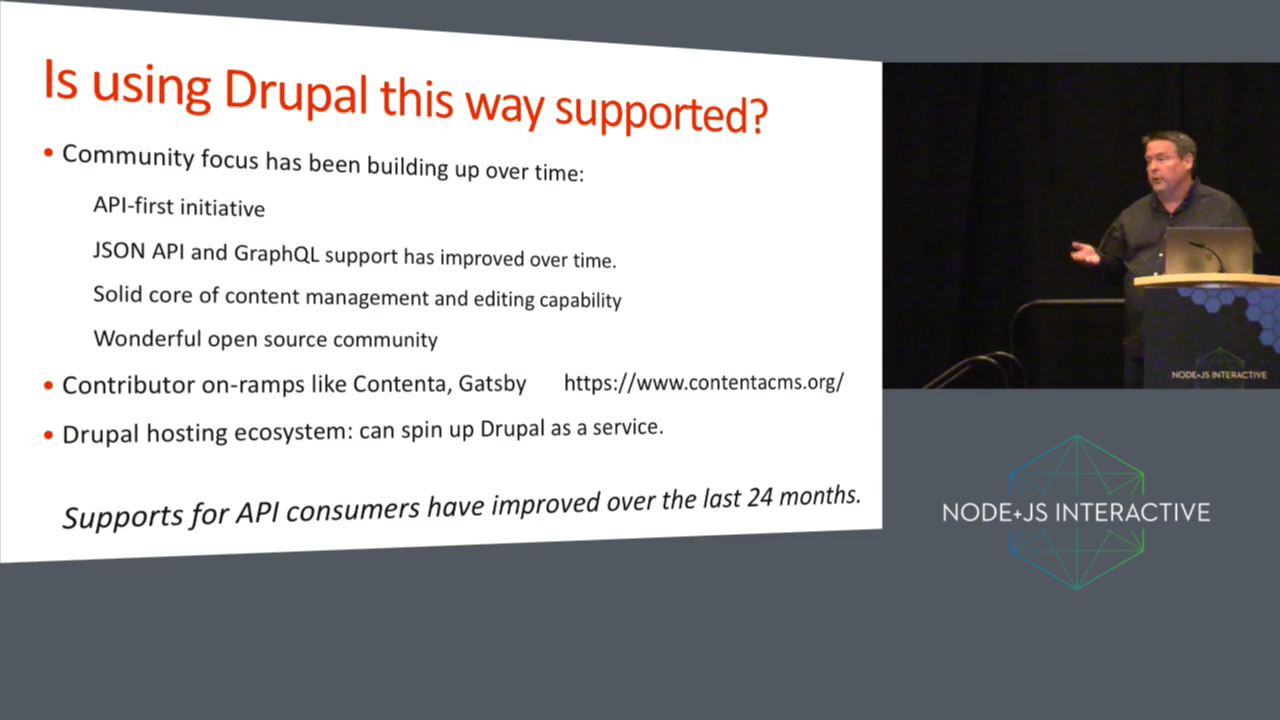 Is using Drupal this way supported?
• Community focus has been building up over time:
API-first initiative
JSON API and GraphQL support has improved over time.
Solid core of content management and editing capability
Wonderful open source community
• Contributor on-ramps like Contenta, Gatsby https://www.contentacms.org/
• Drupal hosting ecosystem: can spin up Drupal as a service.
Supports for API consumers have improved over the last 24 months.
NODE+JS INTERACTIVE
NODE+JS INTERACTIVE